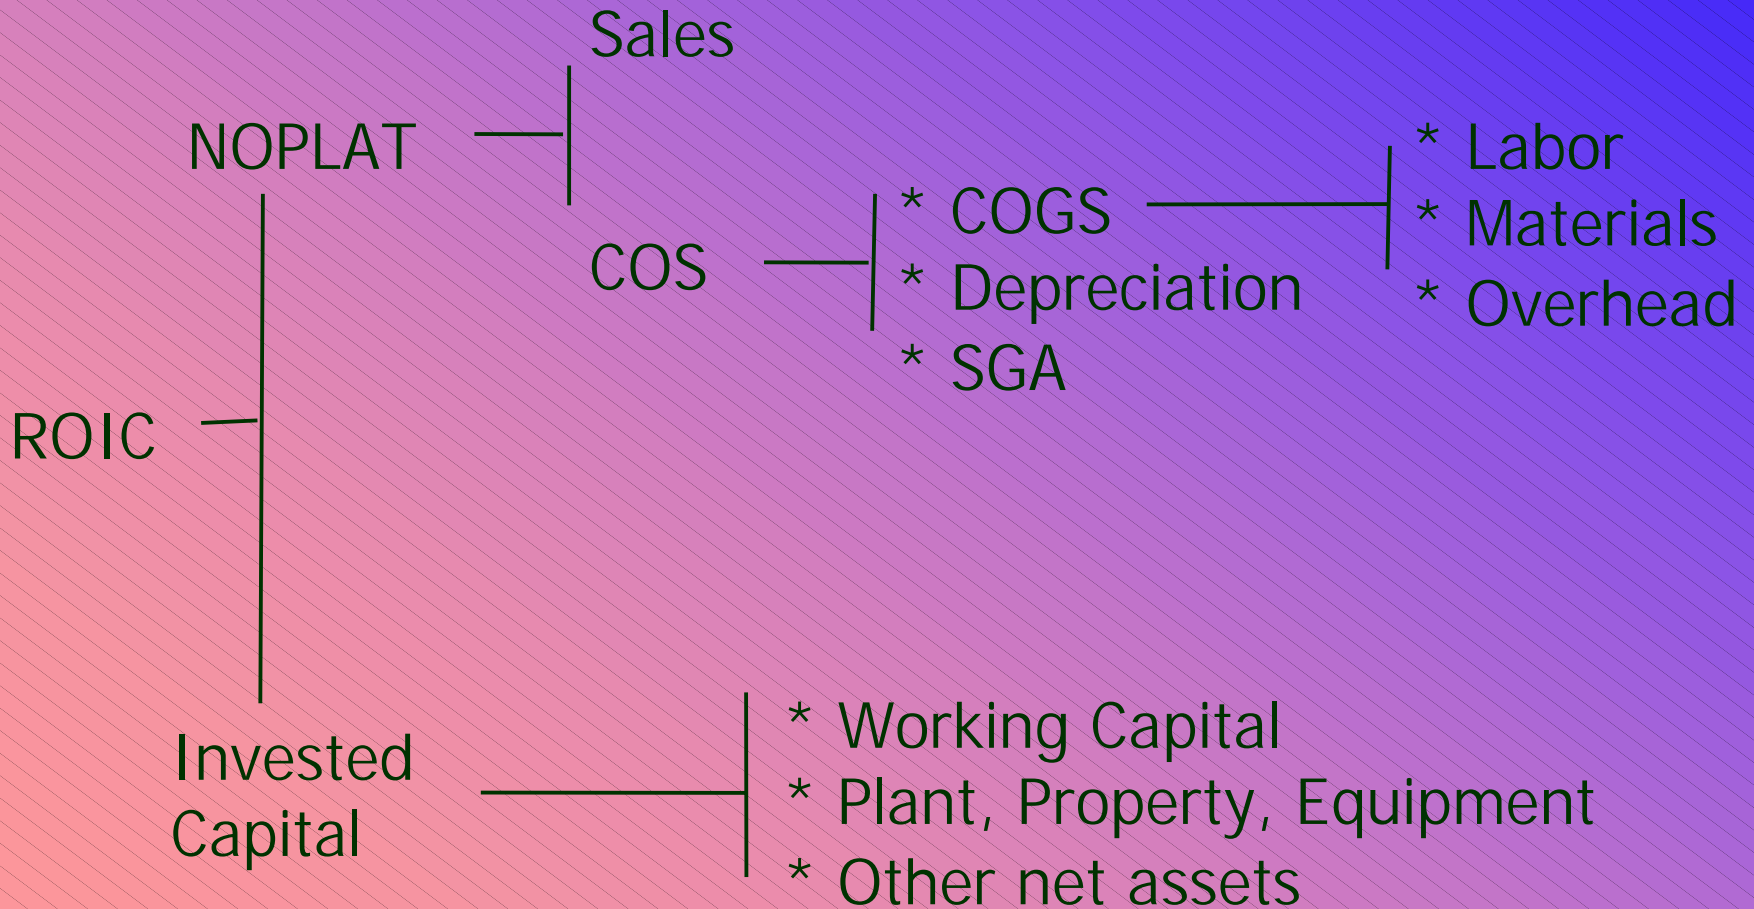 Sales
NOPLAT
* Labor
* COGS
* Materials
COS
* Depreciation
* Overhead
* SGA
ROIC
Invested
Capital
* Working Capital
* Plant, Property, Equipment
* Other net assets